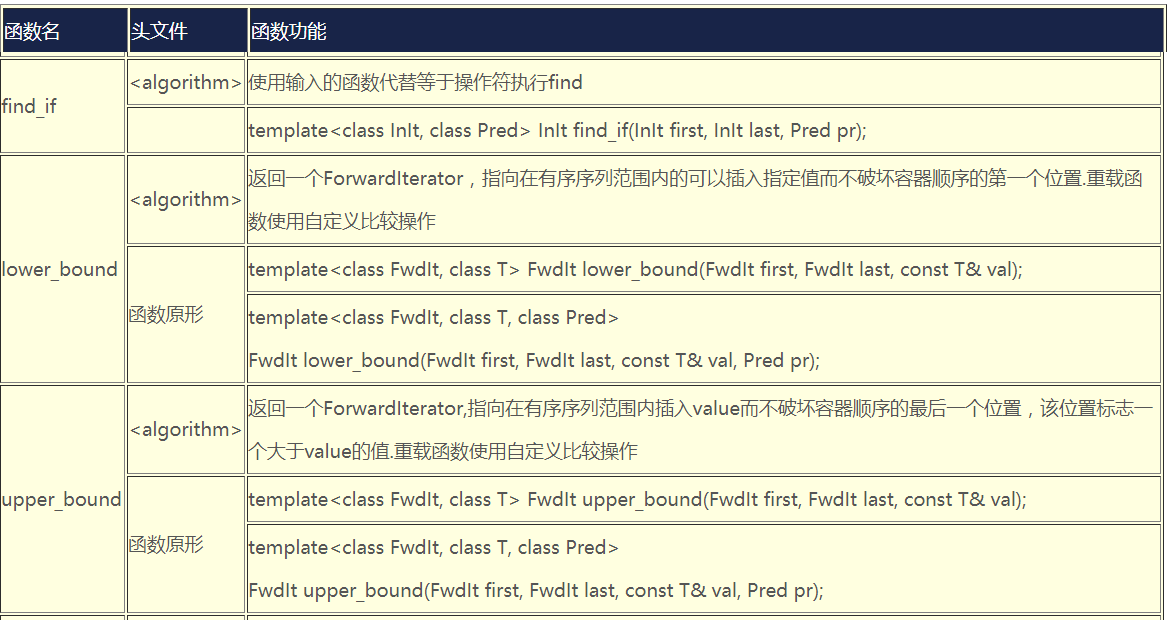 函数名 头文件 函数功能
find_if
<algorithm> 使用输入的函数代替等于操作符执行find
template<class InIt, class Pred> InIt find_if(InIt first, InIt last, Pred pr);
lower_bound
<algorithm> 返回一个ForwardIterator，指向在有序序列范围内的可以插入指定值而不破坏容器顺序的第一个位置.重载函
数使用自定义比较操作
函数原形
template<class FwdIt, class T> FwdIt lower_bound(FwdIt first, FwdIt last, const T& val);
template<class FwdIt, class T, class Pred>
FwdIt lower_bound(FwdIt first, FwdIt last, const T& val, Pred pr);
upper_bound
<algorithm> 返回一个ForwardIterator,指向在有序序列范围内插入value而不破坏容器顺序的最后一个位置，该位置标志一
个大于value的值.重载函数使用自定义比较操作
函数原形
template<class FwdIt, class T> FwdIt upper_bound(FwdIt first, FwdIt last, const T& val);
template<class FwdIt, class T, class Pred>
FwdIt upper_bound(FwdIt first, FwdIt last, const T& val, Pred pr);